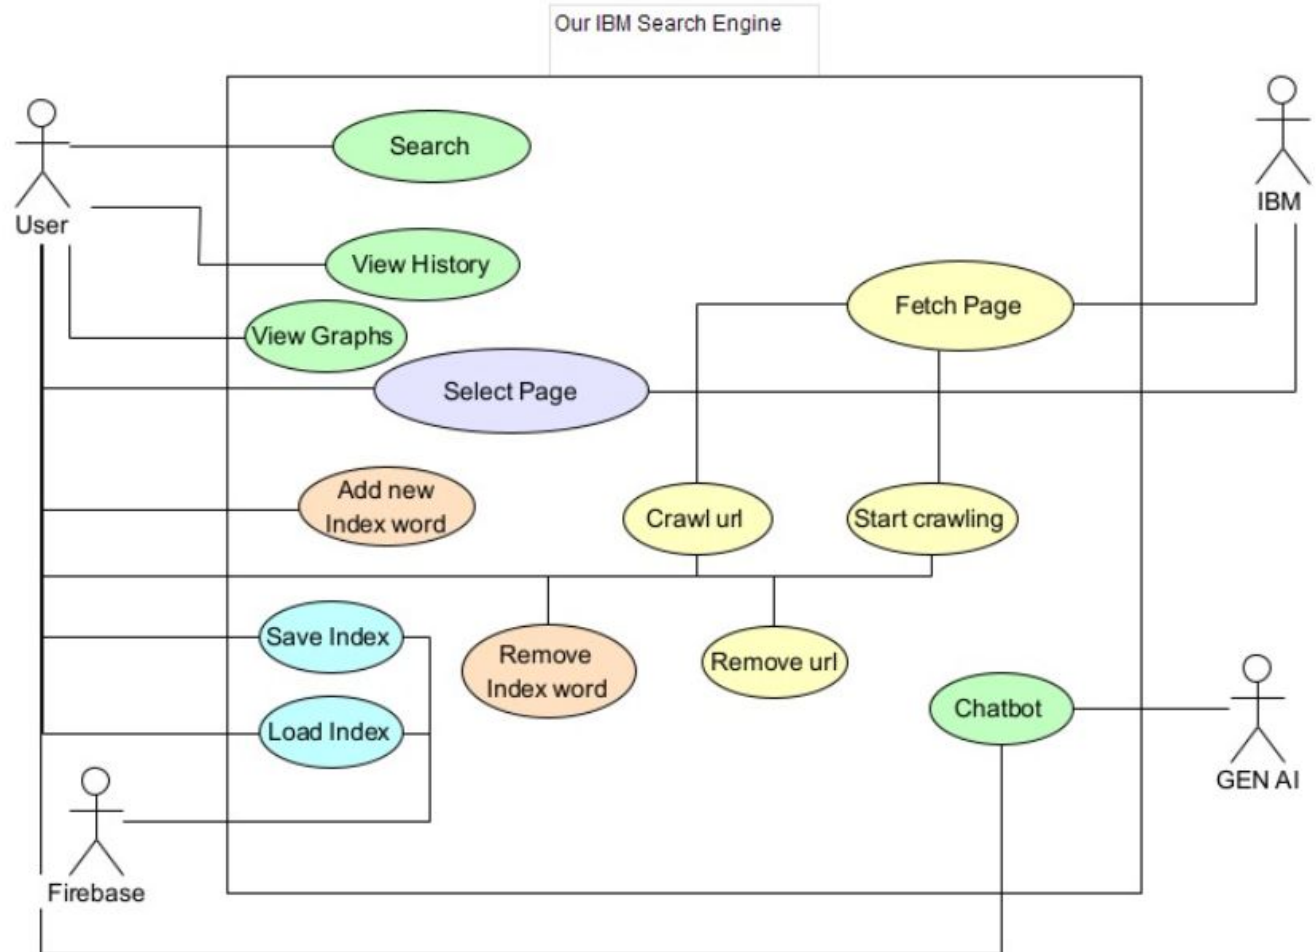 Our IBM Search Engine
Search
User
IBM
View History
Fetch Page
View Graphs
Select Page
Add new
Index word
Crawl url
Start crawling
Save Index
Remove
Index word
Remove url
Load Index
Chatbot
GEN AI
Firebase